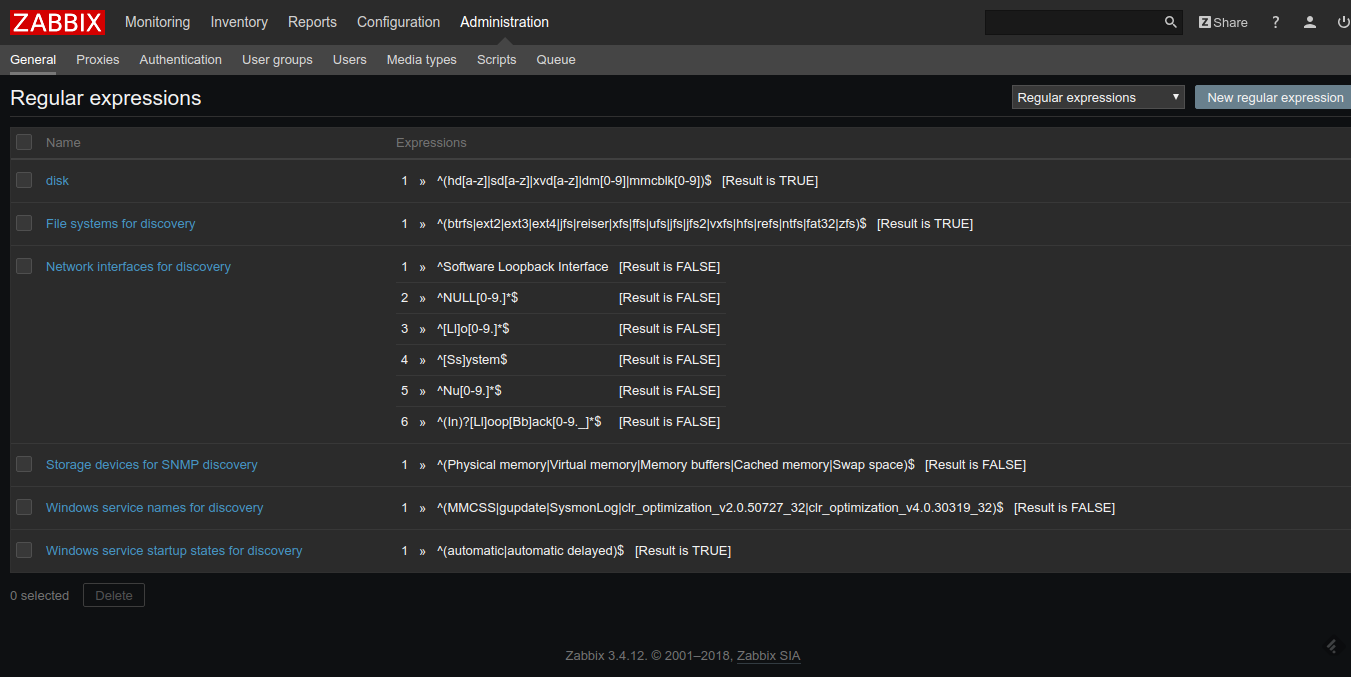 ZABBIX Monitoring Inventory Reports Configuration Administration Z Share ?
General Proxies Authentication User groups Users Media types Scripts Queue
Regular expressions Regular expressions ▼ New regular expression
Name Expressions
disk 1 » ^(hd[a-z]|sd[a-z]|xvd[a-z]|dm[0-9]|mmcblk[0-9])$ [Result is TRUE]
File systems for discovery 1 » ^(btrfs|ext2|ext3|ext4|jfs|reiser|xfs|ffs|ufs|jfs|jfs2|vxfs|hfs|refs|ntfs|fat32|zfs)$ [Result is TRUE]
Network interfaces for discovery 1 » ^Software Loopback Interface [Result is FALSE]
2 » ^NULL[0-9.]*$ [Result is FALSE]
3 » ^[Ll]o[0-9.]*$ [Result is FALSE]
4 » ^[Ss]ystem$ [Result is FALSE]
5 » ^Nu[0-9.]*$ [Result is FALSE]
6 » ^(In)?[Ll]oop[Bb]ack[0-9._]*$ [Result is FALSE]
Storage devices for SNMP discovery 1 » ^(Physical memory|Virtual memory|Memory buffers|Cached memory|Swap space)$ [Result is FALSE]
Windows service names for discovery 1 » ^(MMCSS|gupdate|SysmonLog|clr_optimization_v2.0.50727_32|clr_optimization_v4.0.30319_32)$ [Result is FALSE]
Windows service startup states for discovery 1 » ^(automatic|automatic delayed)$ [Result is TRUE]
0 selected Delete
Zabbix 3.4.12. © 2001–2018, Zabbix SIA